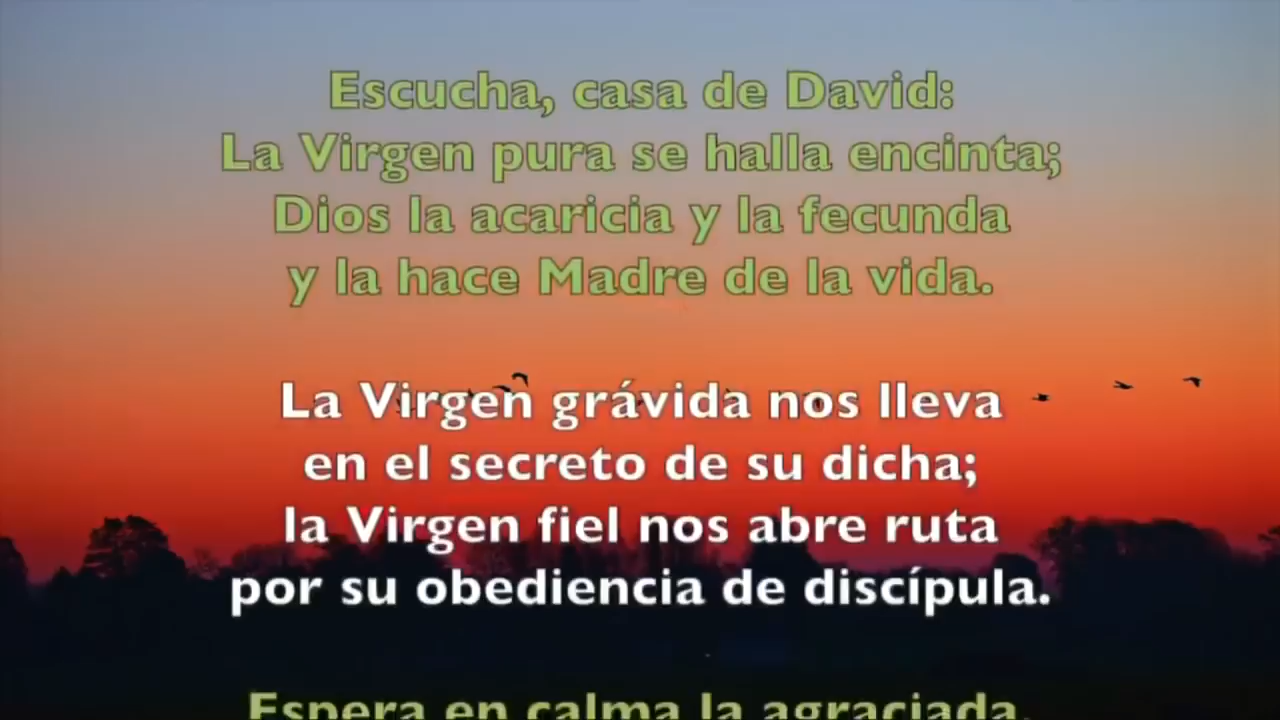 Escucha, casa de David:
La Virgen pura se halla encinta;
Dios la acaricia y la fecunda
y la hace Madre de la vida.
La Virgen grávida nos lleva
en el secreto de su dicha;
la Virgen fiel nos abre ruta
por su obediencia de discípula.
Espera en calma la agraciada,